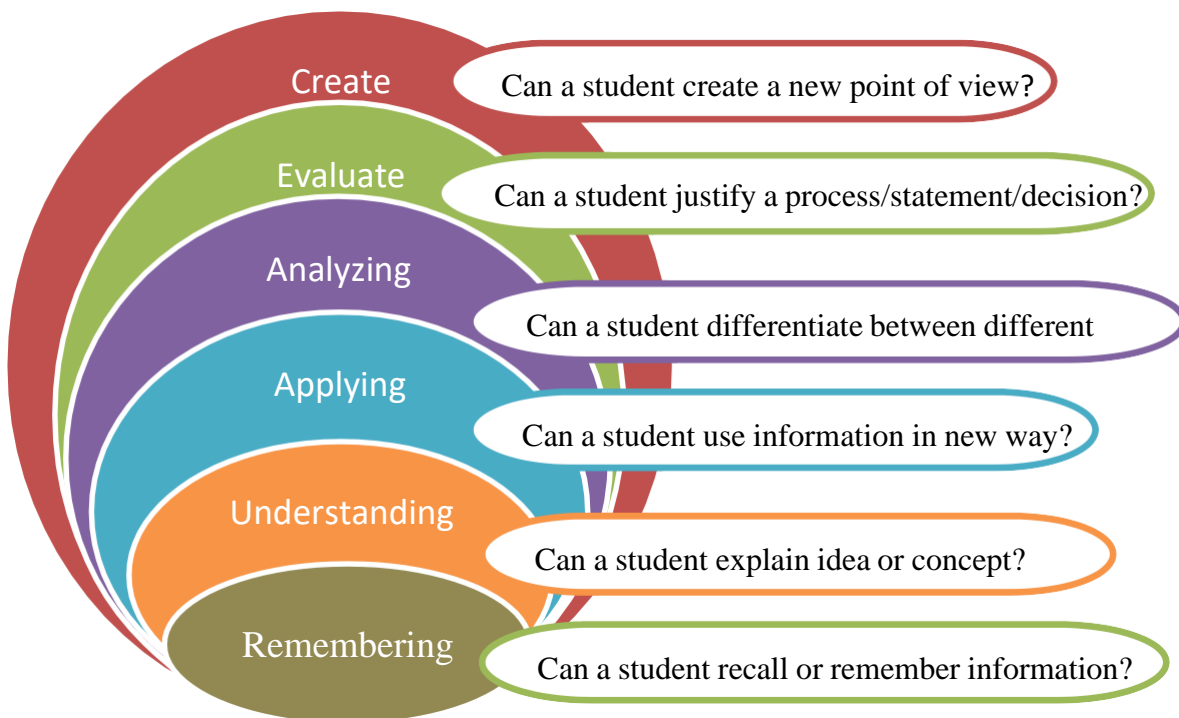 Create
Can a student create a new point of view?
Evaluate
Can a student justify a process/statement/decision?
Analyzing
Can a student differentiate between different
Applying
Can a student use information in new way?
Understanding
Can a student explain idea or concept?
Remembering
Can a student recall or remember information?